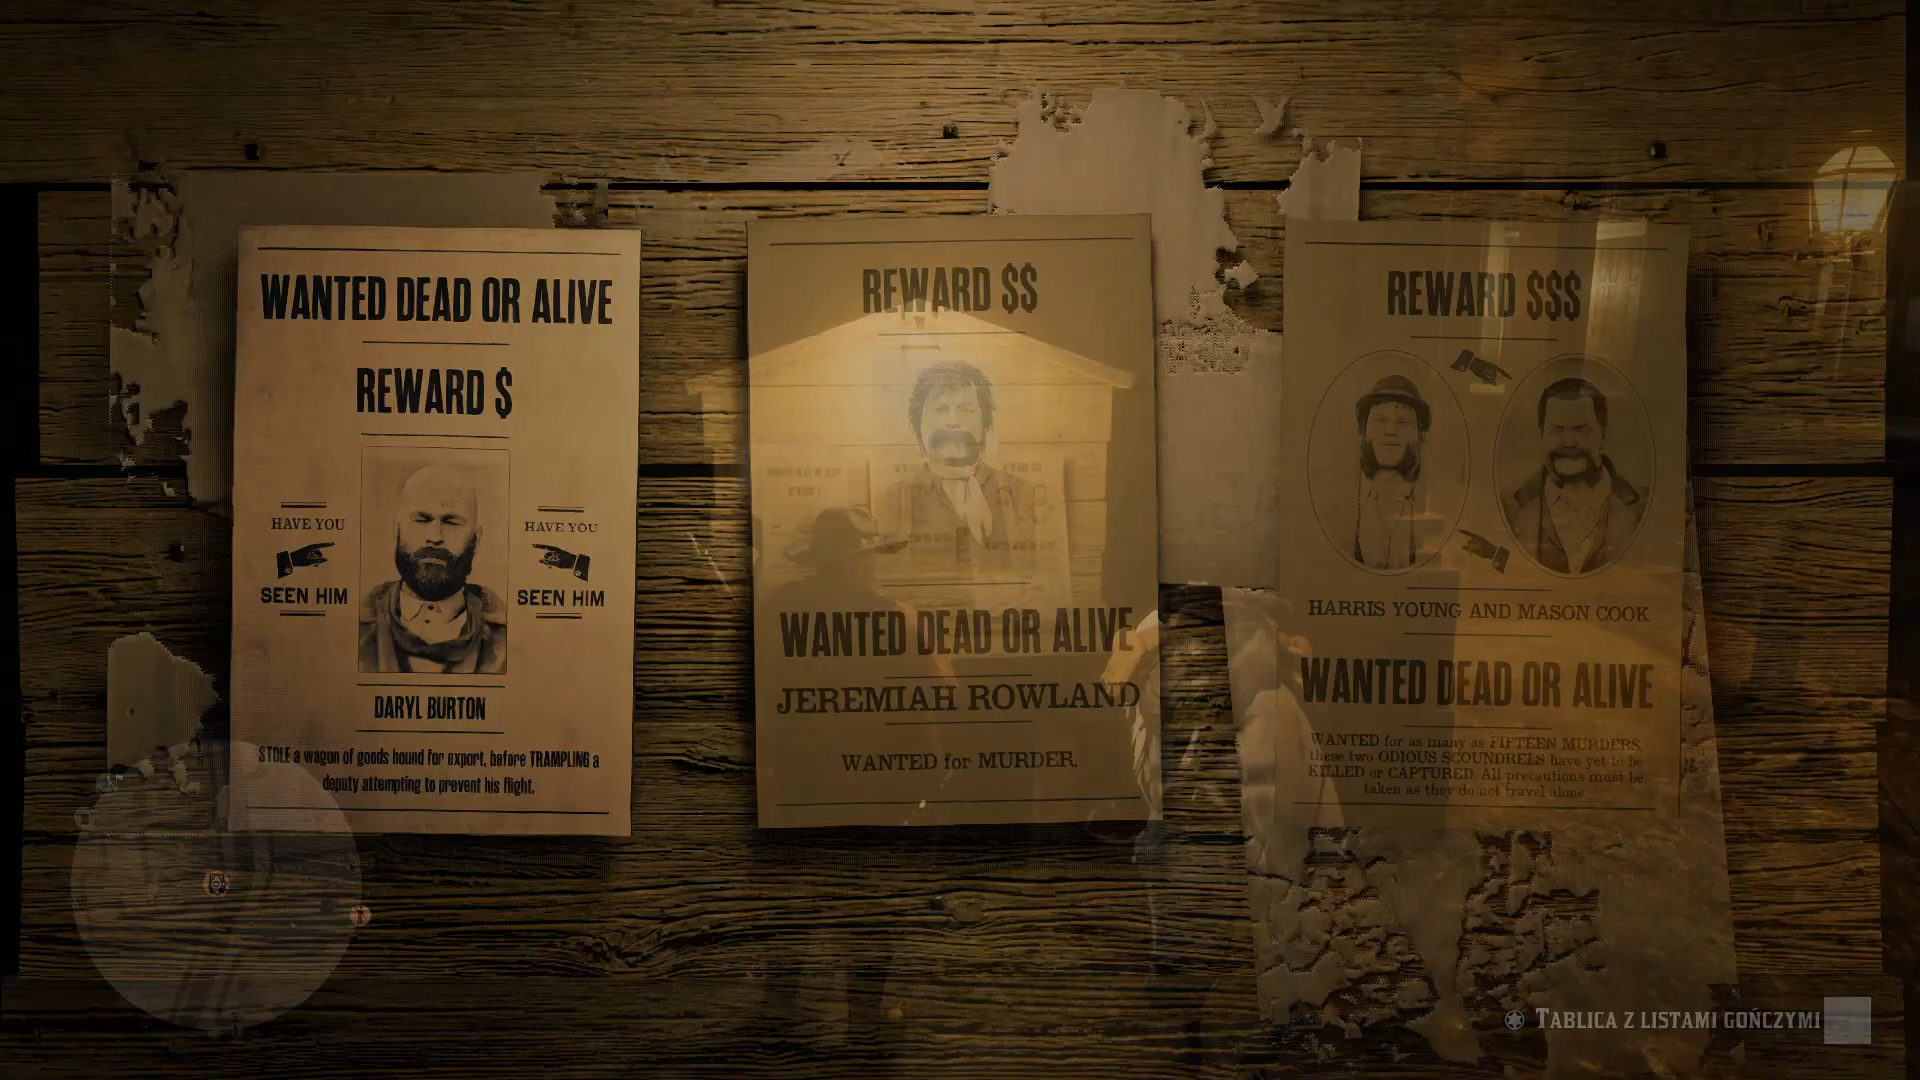 WANTED DEAD OR ALIVE
REWARD $
HAVE YOU
SEEN HIM
HAVE YOU
SEEN HIM
DARYL BURTON
STOLE a wagon of goods bound for export, before TRAMPLING a
deputy attempting to prevent his flight.
REWARD $$
WANTED DEAD OR ALIVE
JEREMIAH ROWLAND
WANTED for MURDER.
REWARD $$$
HARRIS YOUNG AND MASON COOK
WANTED DEAD OR ALIVE
WANTED for as many as FIFTEEN MURDERS,
these two ODIOUS SCOUNDRELS have yet to be
KILLED or CAPTURED. All precautions must be
taken as they do not travel alone.
TABLICA Z LISTAMI GOŃCZYMI